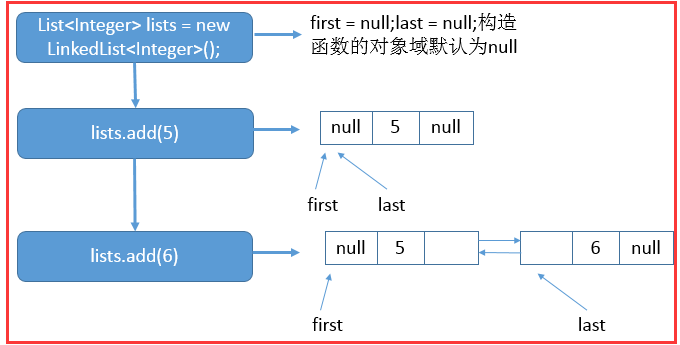 List<Integer> lists = new
LinkedList<Integer>();
first = null;last = null;构造
函数的对象域默认为null
lists.add(5)
null 5 null
first last
lists.add(6)
null 5 6 null
first last